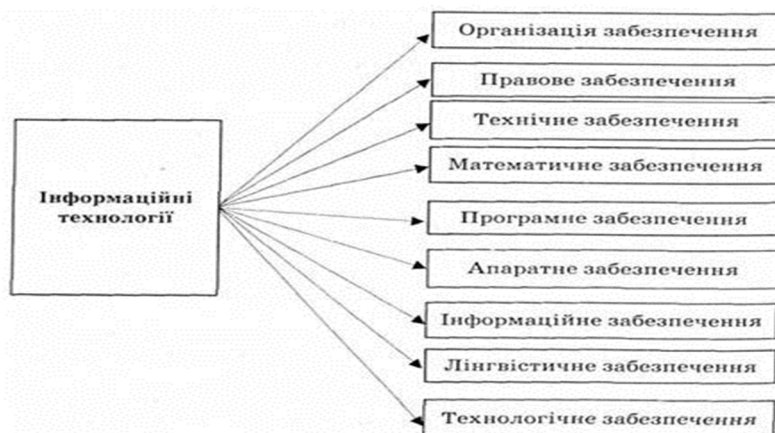 Інформаційні
технології
Організація забезпечення
Правове забезпечення
Технічне забезпечення
Математичне забезпечення
Програмне забезпечення
Апаратне забезпечення
Інформаційне забезпечення
Лінгвістичне забезпечення
Технологічне забезпечення